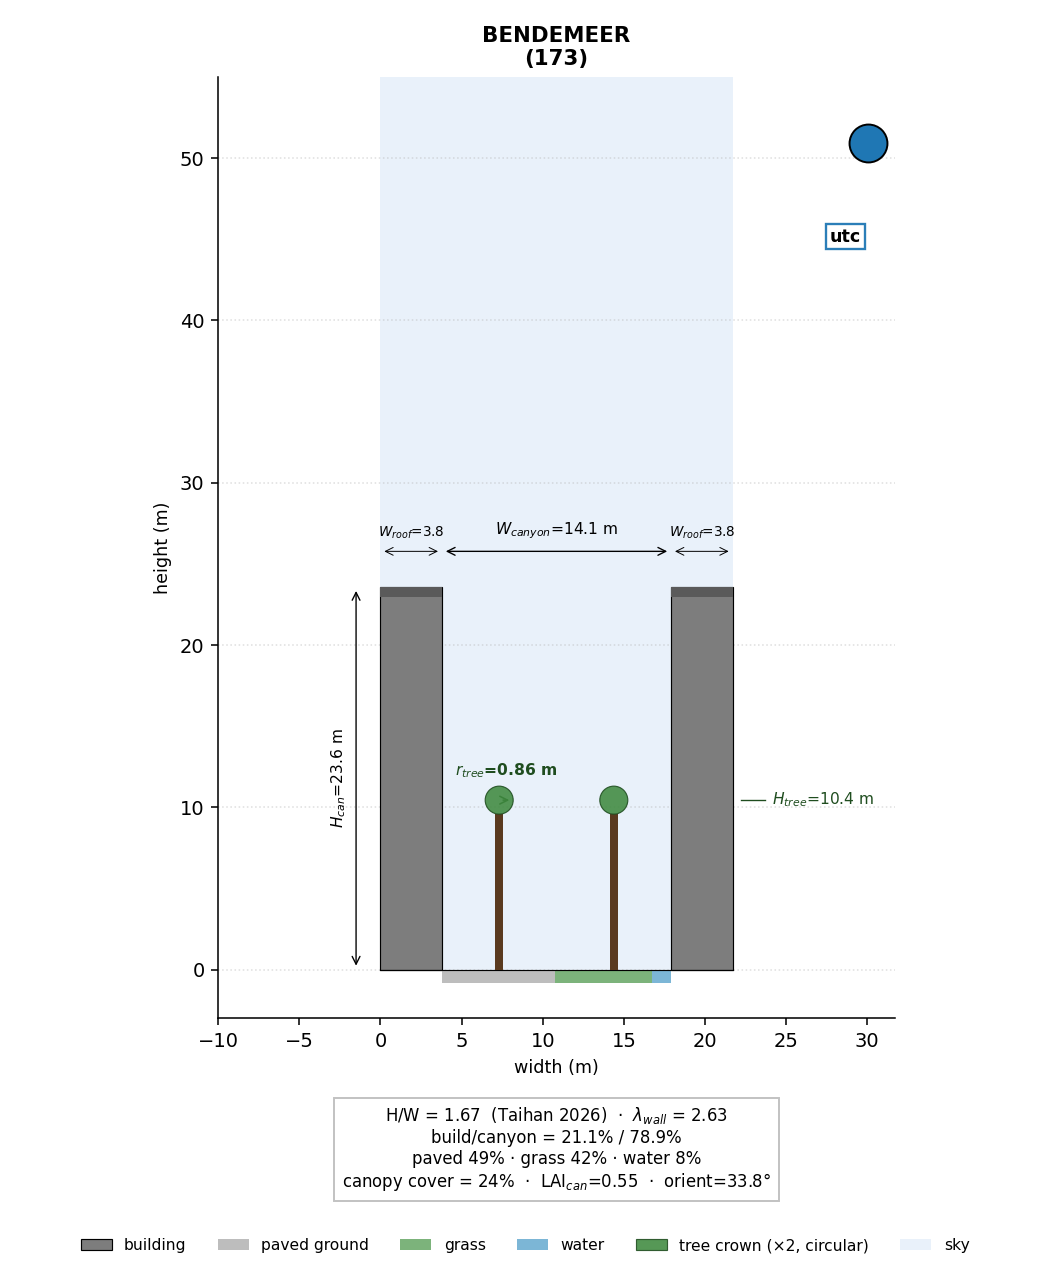 BENDEMEER
(173)
50
utc
40
30
height (m)
W_roof=3.8
W_canyon=14.1 m
W_roof=3.8
20
H_can=23.6 m
r_tree=0.86 m
10
H_tree=10.4 m
0
−10 −5 0 5 10 15 20 25 30
width (m)
H/W = 1.67 (Taihan 2026) · λ_wall = 2.63
build/canyon = 21.1% / 78.9%
paved 49% · grass 42% · water 8%
canopy cover = 24% · LAI_can=0.55 · orient=33.8°
building paved ground grass water tree crown (×2, circular) sky